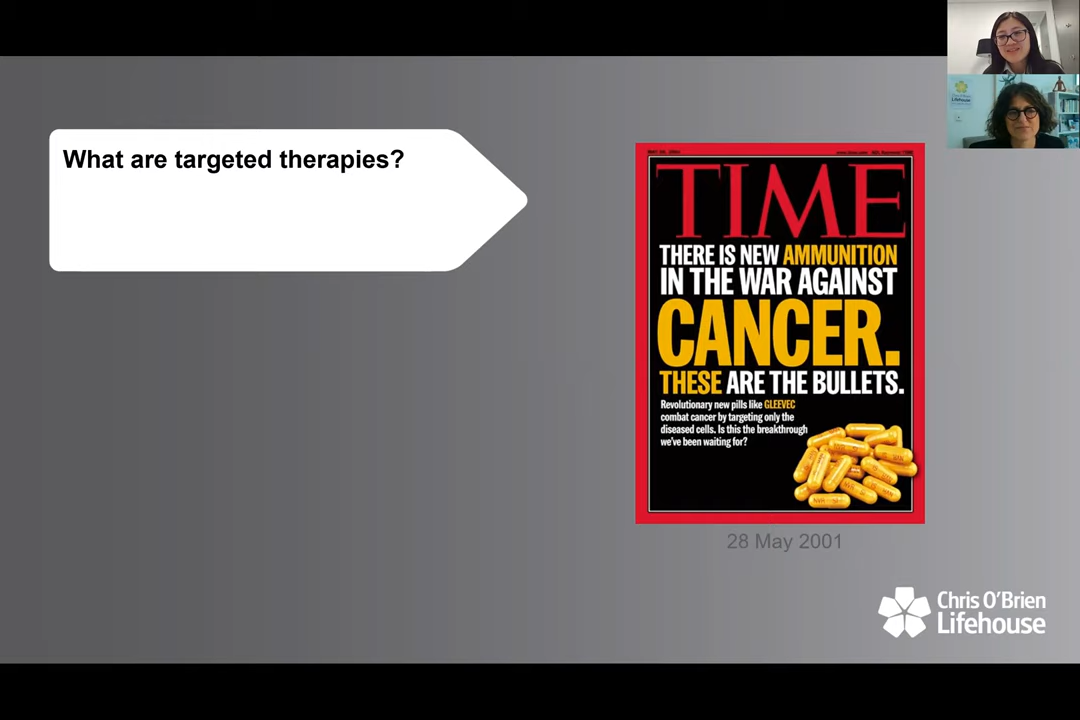 What are targeted therapies?
TIME
THERE IS NEW AMMUNITION
IN THE WAR AGAINST
CANCER.
THESE ARE THE BULLETS.
Revolutionary new pills like GLEEVEC
combat cancer by targeting only the
diseased cells. Is this the breakthrough
we've been waiting for?
28 May 2001
Chris O'Brien
Lifehouse